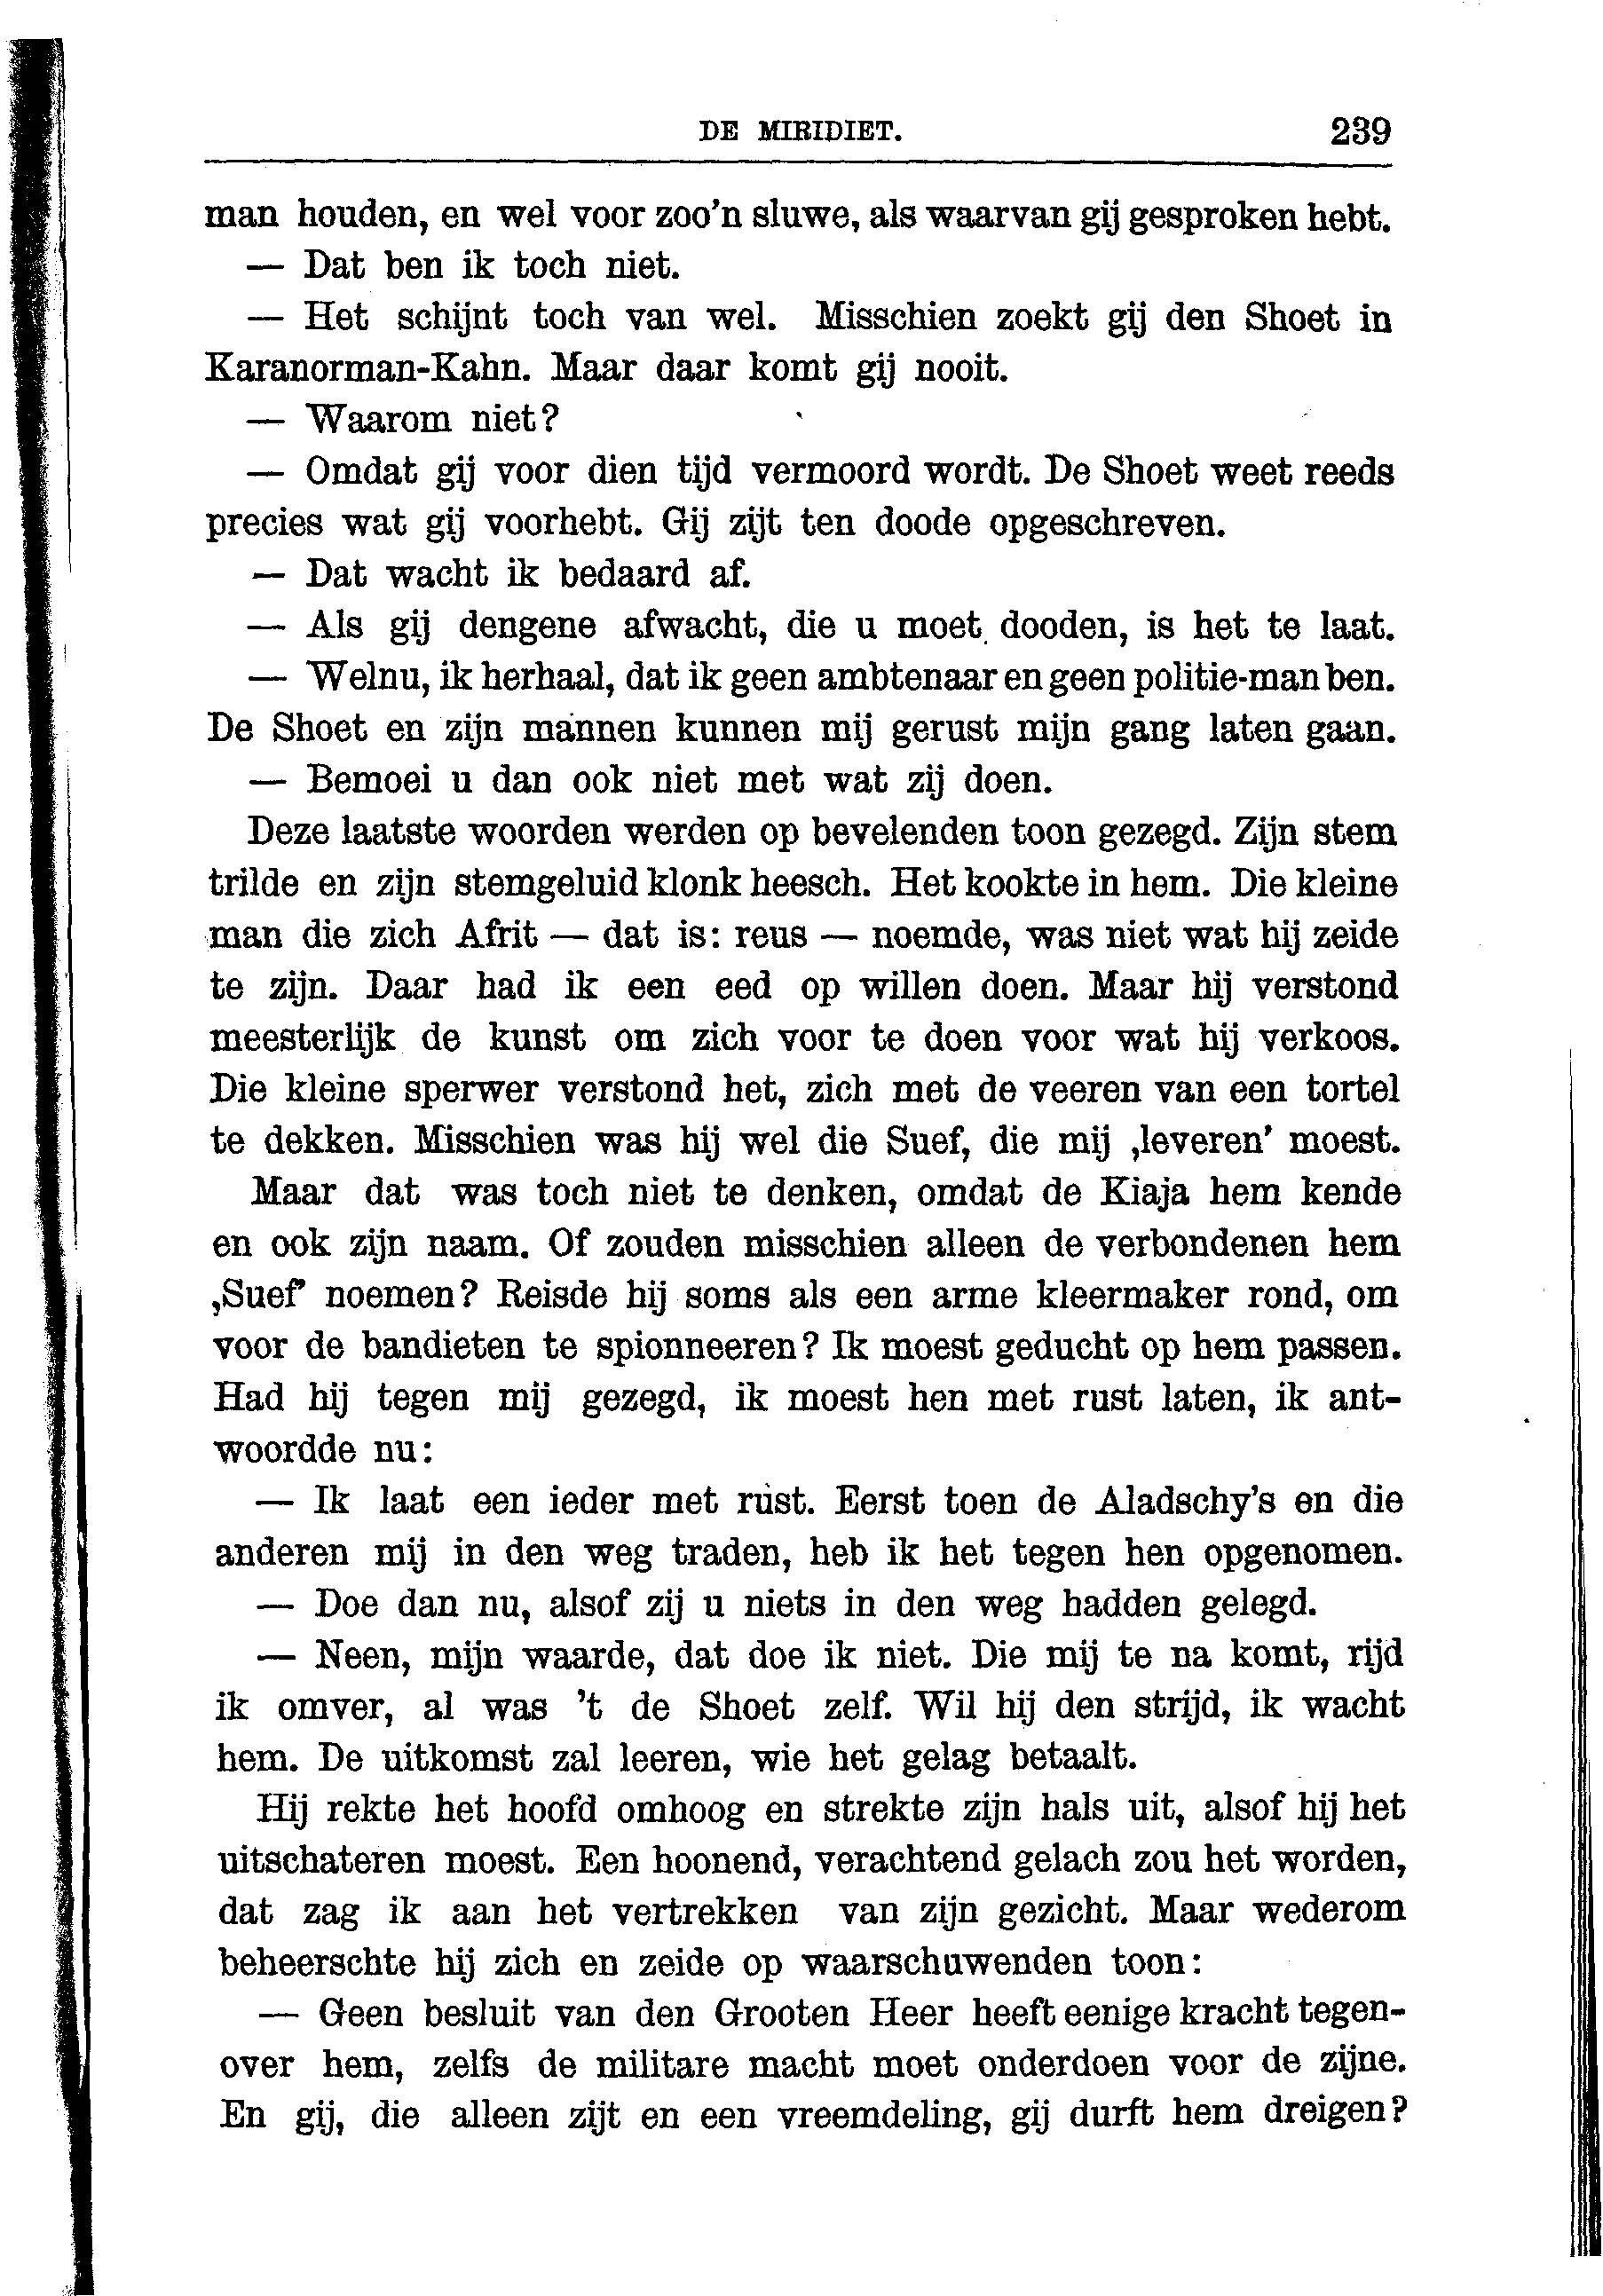 DE MIRIDIET. 239
man houden, en wel voor zoo'n sluwe, als waarvan gij gesproken hebt.
— Dat ben ik toch niet.
— Het schijnt toch van wel. Misschien zoekt gij den Shoet in
Karanorman-Kahn. Maar daar komt gij nooit.
— Waarom niet?
— Omdat gij voor dien tijd vermoord wordt. De Shoet weet reeds
precies wat gij voorhebt. Gij zijt ten doode opgeschreven.
— Dat wacht ik bedaard af.
— Als gij dengene afwacht, die u moet dooden, is het te laat.
— Welnu, ik herhaal, dat ik geen ambtenaar en geen politie-man ben.
De Shoet en zijn mannen kunnen mij gerust mijn gang laten gaan.
— Bemoei u dan ook niet met wat zij doen.
Deze laatste woorden werden op bevelenden toon gezegd. Zijn stem
trilde en zijn stemgeluid klonk heesch. Het kookte in hem. Die kleine
man die zich Afrit — dat is: reus — noemde, was niet wat hij zeide
te zijn. Daar had ik een eed op willen doen. Maar hij verstond
meesterlijk de kunst om zich voor te doen voor wat hij verkoos.
Die kleine sperwer verstond het, zich met de veeren van een tortel
te dekken. Misschien was hij wel die Suef, die mij ‚leveren’ moest.
Maar dat was toch niet te denken, omdat de Kiaja hem kende
en ook zijn naam. Of zouden misschien alleen de verbondenen hem
‚Suef’ noemen? Reisde hij soms als een arme kleermaker rond, om
voor de bandieten te spionneeren? Ik moest geducht op hem passen.
Had hij tegen mij gezegd, ik moest hen met rust laten, ik ant-
woordde nu:
— Ik laat een ieder met rust. Eerst toen de Aladschy's en die
anderen mij in den weg traden, heb ik het tegen hen opgenomen.
— Doe dan nu, alsof zij u niets in den weg hadden gelegd.
— Neen, mijn waarde, dat doe ik niet. Die mij te na komt, rijd
ik omver, al was 't de Shoet zelf. Wil hij den strijd, ik wacht
hem. De uitkomst zal leeren, wie het gelag betaalt.
Hij rekte het hoofd omhoog en strekte zijn hals uit, alsof hij het
uitschateren moest. Een hoonend, verachtend gelach zou het worden,
dat zag ik aan het vertrekken van zijn gezicht. Maar wederom
beheerschte hij zich en zeide op waarschuwenden toon:
— Geen besluit van den Grooten Heer heeft eenige kracht tegen-
over hem, zelfs de militare macht moet onderdoen voor de zijne.
En gij, die alleen zijt en een vreemdeling, gij durft hem dreigen?